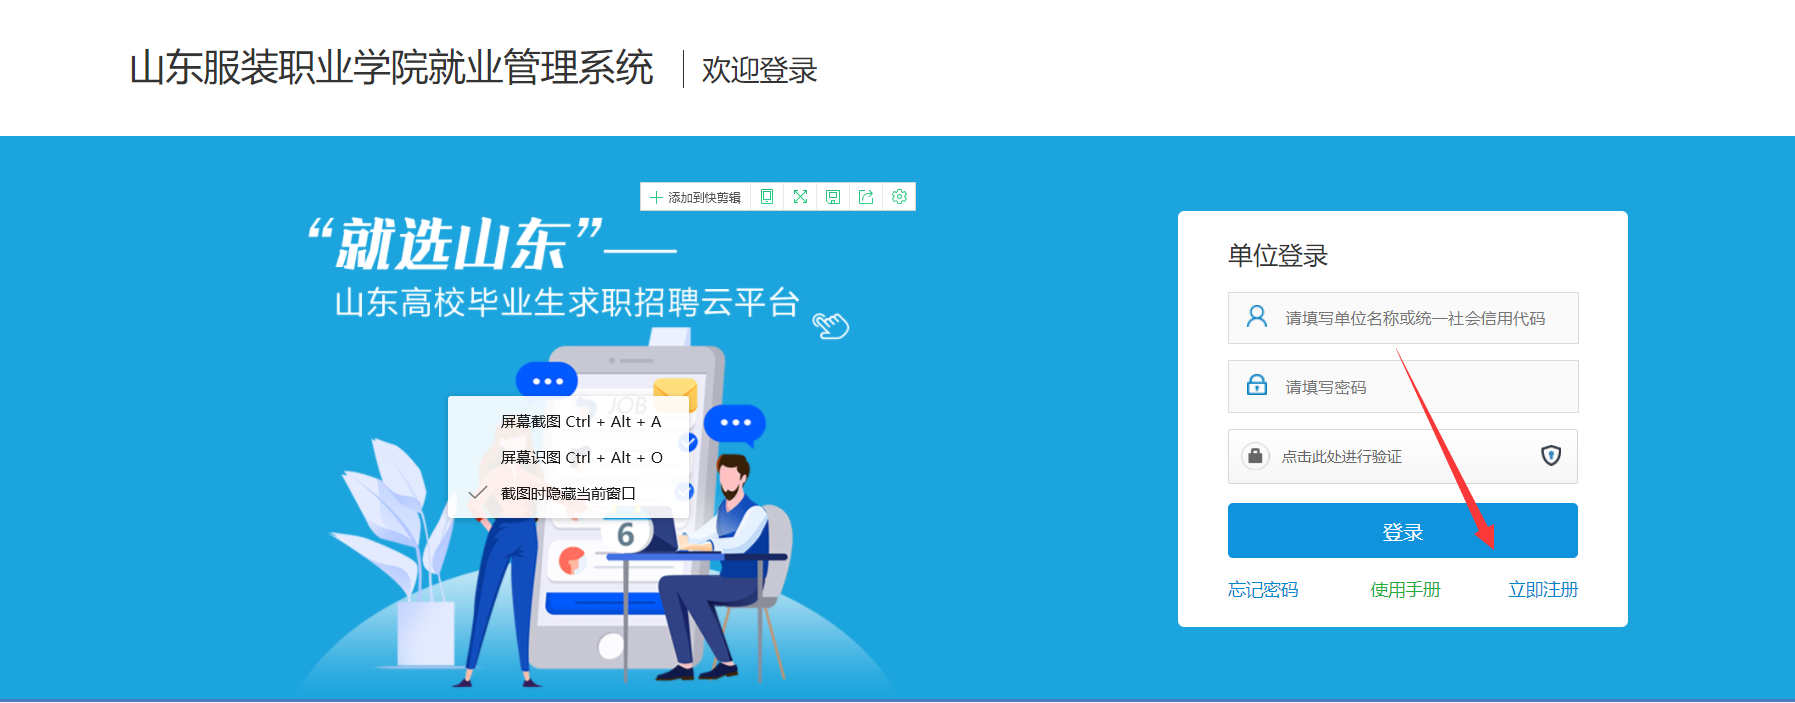 山东服装职业学院就业管理系统 欢迎登录
添加到快剪辑
“就选山东”——
山东高校毕业生求职招聘云平台
JOB
屏幕截图 Ctrl + Alt + A
屏幕识图 Ctrl + Alt + O
截图时隐藏当前窗口
6
单位登录
请填写单位名称或统一社会信用代码
请填写密码
点击此处进行验证
登录
忘记密码 使用手册 立即注册